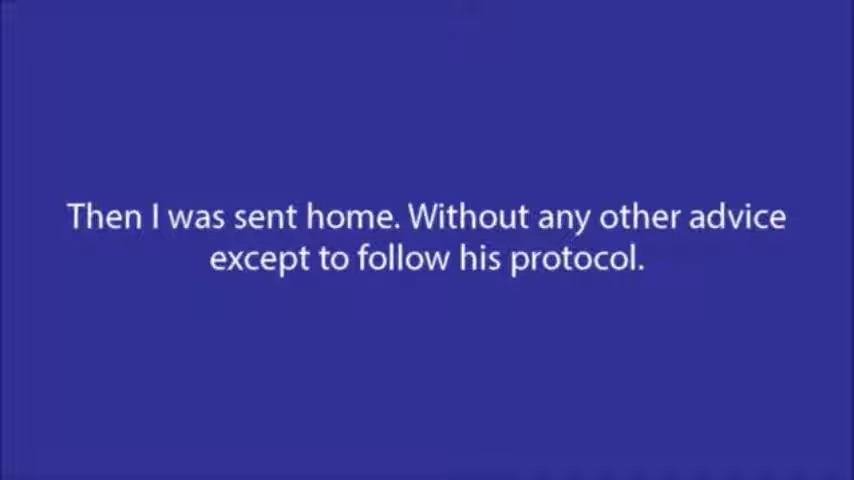 Then I was sent home. Without any other advice
except to follow his protocol.